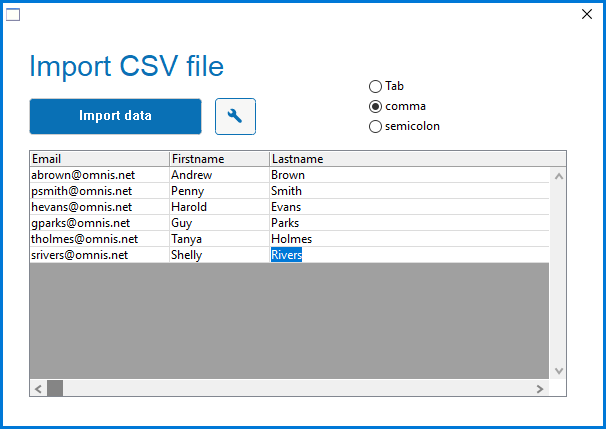 Import CSV file
Tab
Import data
comma
semicolon
Email Firstname Lastname
abrown@omnis.net Andrew Brown
psmith@omnis.net Penny Smith
hevans@omnis.net Harold Evans
gparks@omnis.net Guy Parks
tholmes@omnis.net Tanya Holmes
srivers@omnis.net Shelly Rivers